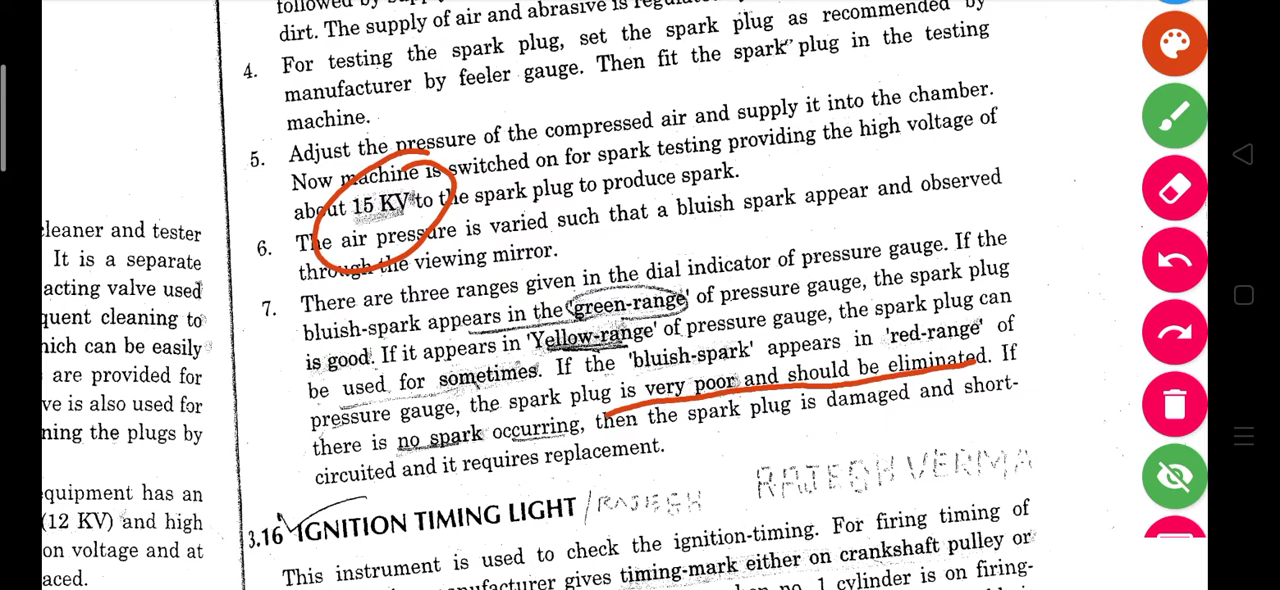 followed by
dirt. The supply of air and abrasive is
4. For testing the spark plug, set the spark plug as recommended by
manufacturer by feeler gauge. Then fit the spark plug in the testing
machine.
5. Adjust the pressure of the compressed air and supply it into the chamber.
Now machine is switched on for spark testing providing the high voltage of
about 15 KV to the spark plug to produce spark.
6. The air pressure is varied such that a bluish spark appear and observed
through the viewing mirror.
7. There are three ranges given in the dial indicator of pressure gauge. If the
bluish-spark appears in the 'green-range' of pressure gauge, the spark plug
is good. If it appears in 'Yellow-range' of pressure gauge, the spark plug can
be used for sometimes. If the 'bluish-spark' appears in 'red-range' of
pressure gauge, the spark plug is very poor and should be eliminated. If
there is no spark occurring, then the spark plug is damaged and short-
circuited and it requires replacement.
RAJESH VERMA
3.16 IGNITION TIMING LIGHT /RAJESH
This instrument is used to check the ignition-timing. For firing timing of
gives timing-mark either on crankshaft pulley or
no. 1 cylinder is on firing-
cleaner and tester
It is a separate
acting valve used
quent cleaning to
hich can be easily
are provided for
ve is also used for
ning the plugs by
quipment has an
(12 KV) and high
on voltage and at
aced.